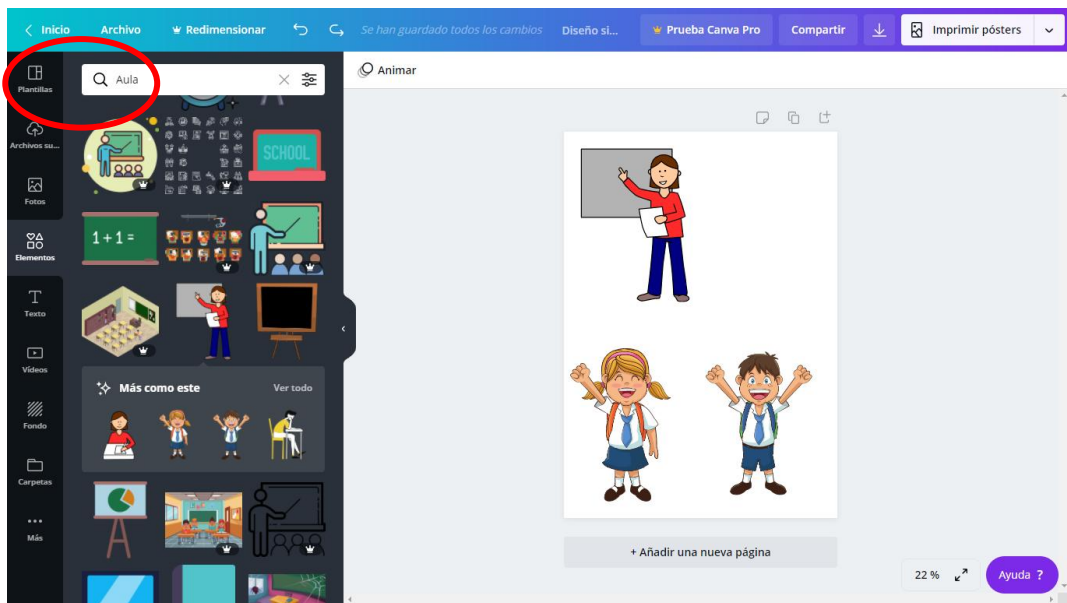 Inicio Archivo Redimensionar Se han guardado todos los cambios Diseño si... Prueba Canva Pro Compartir Imprimir pósters
Plantillas
Archivos su...
Fotos
Elementos
Texto
Vídeos
Fondo
Carpetas
Más
Aula
SCHOOL
1+1=
Más como este Ver todo
Animar
+ Añadir una nueva página
22 % Ayuda ?